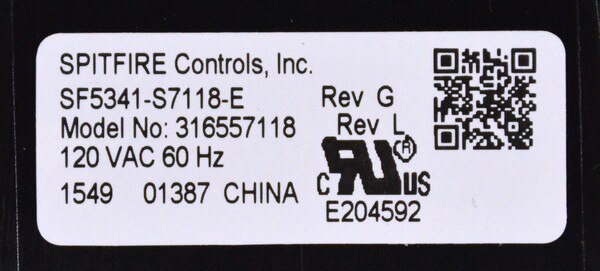 SPITFIRE Controls, Inc.
SF5341-S7118-E Rev G
Model No: 316557118 Rev L
120 VAC 60 Hz
1549 01387 CHINA
c RU ® US
E204592